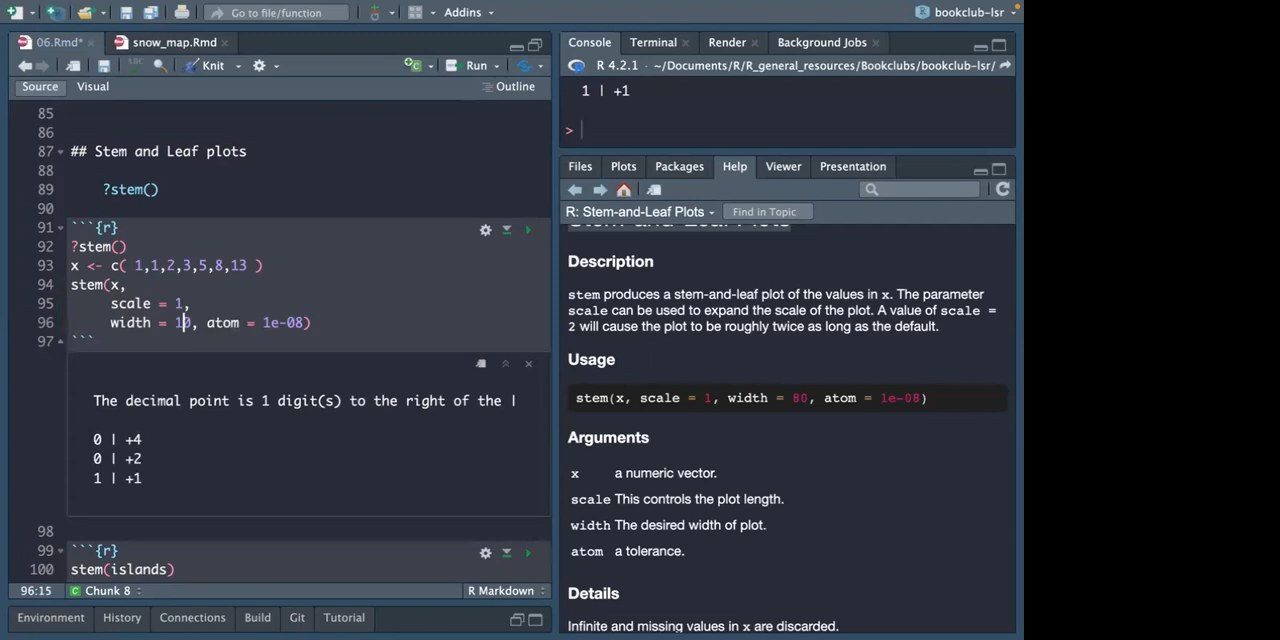 Go to file/function
Addins
bookclub-lsr
06.Rmd*
snow_map.Rmd
ABC
Knit
Run
Source
Visual
Outline
85
86
87 ## Stem and Leaf plots
88
89 ?stem()
90
91 ```{r}
92 ?stem()
93 x <- c( 1,1,2,3,5,8,13 )
94 stem(x,
95 scale = 1,
96 width = 10, atom = 1e-08)
97 ```
The decimal point is 1 digit(s) to the right of the |
0 | +4
0 | +2
1 | +1
98
99 ```{r}
100 stem(islands)
96:15
Chunk 8
R Markdown
Environment
History
Connections
Build
Git
Tutorial
Console
Terminal
Render
Background Jobs
R 4.2.1 · ~/Documents/R/R_general_resources/Bookclubs/bookclub-lsr/
1 | +1
>
Files
Plots
Packages
Help
Viewer
Presentation
R: Stem-and-Leaf Plots
Find in Topic
Stem-and-Leaf Plots
Description
stem produces a stem-and-leaf plot of the values in x. The parameter
scale can be used to expand the scale of the plot. A value of scale =
2 will cause the plot to be roughly twice as long as the default.
Usage
stem(x, scale = 1, width = 80, atom = 1e-08)
Arguments
x a numeric vector.
scale This controls the plot length.
width The desired width of plot.
atom a tolerance.
Details
Infinite and missing values in x are discarded.